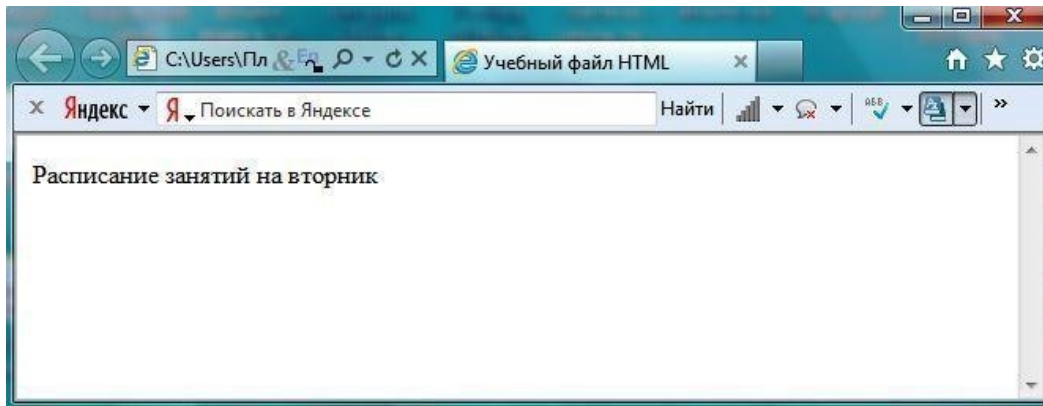 C:\Users\Пл
Учебный файл HTML
Яндекс Я Поискать в Яндексе Найти
Расписание занятий на вторник